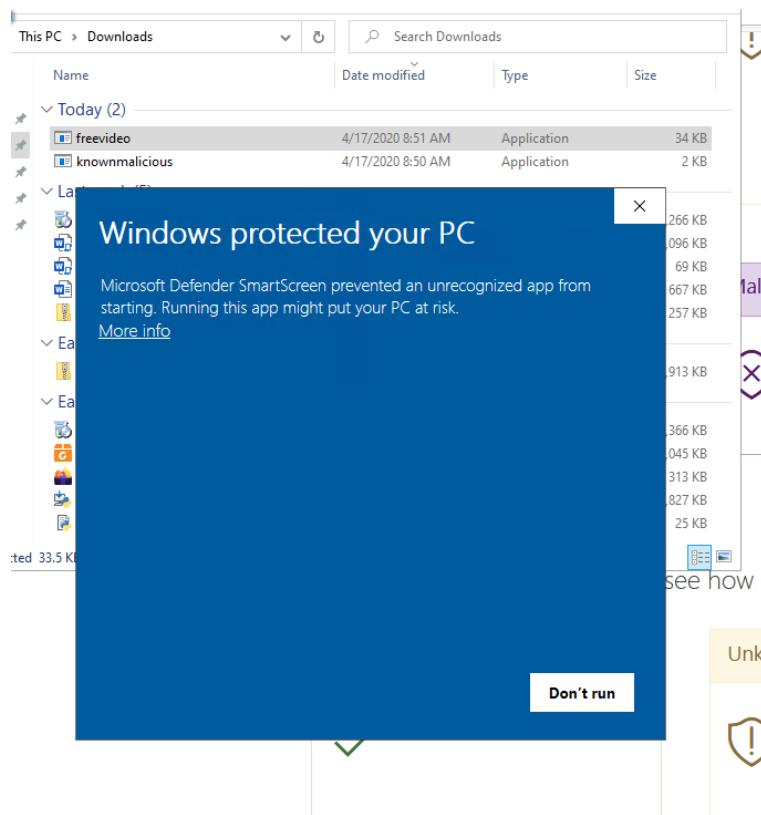 This PC > Downloads
Search Downloads
Name Date modified Type Size
Today (2)
freevideo 4/17/2020 8:51 AM Application 34 KB
knownmalicious 4/17/2020 8:50 AM Application 2 KB
Windows protected your PC
Microsoft Defender SmartScreen prevented an unrecognized app from
starting. Running this app might put your PC at risk.
More info
266 KB
,096 KB
69 KB
667 KB
257 KB
,913 KB
,366 KB
,045 KB
313 KB
,827 KB
25 KB
33.5 K
see how
Unk
Don't run